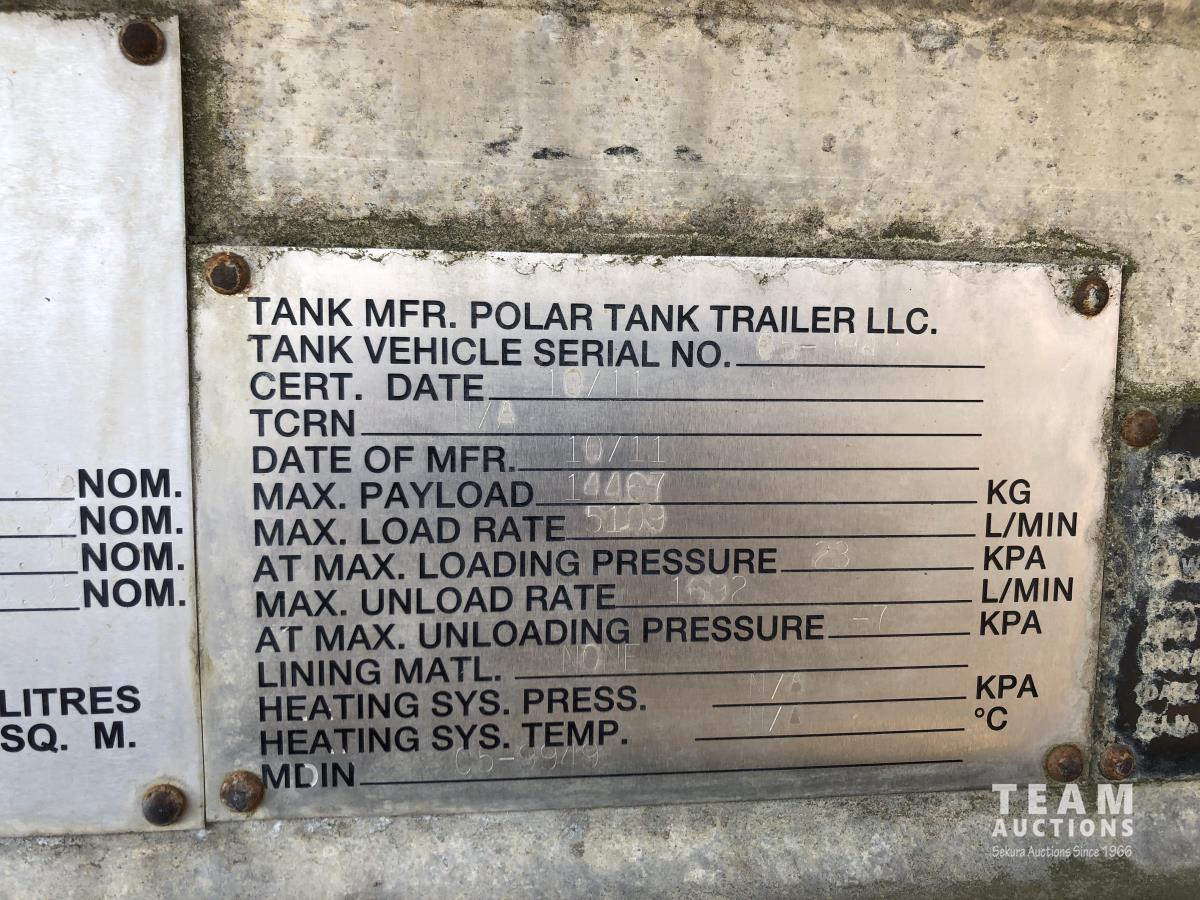 TANK MFR. POLAR TANK TRAILER LLC.
TANK VEHICLE SERIAL NO.
CERT. DATE 10/11
TCRN N/A
DATE OF MFR. 10/11
MAX. PAYLOAD 14467 KG
MAX. LOAD RATE L/MIN
AT MAX. LOADING PRESSURE 23 KPA
MAX. UNLOAD RATE 1692 L/MIN
AT MAX. UNLOADING PRESSURE -7 KPA
LINING MATL. NONE
HEATING SYS. PRESS. N/A KPA
HEATING SYS. TEMP. N/A °C
MDIN
NOM.
NOM.
NOM.
NOM.
LITRES
SQ. M.
TEAM
AUCTIONS
Sekura Auctions Since 1966